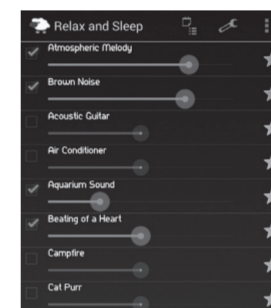 Relax and Sleep
Atmospheric Melody
Brown Noise
Acoustic Guitar
Air Conditioner
Aquarium Sound
Beating of a Heart
Campfire
Cat Purr